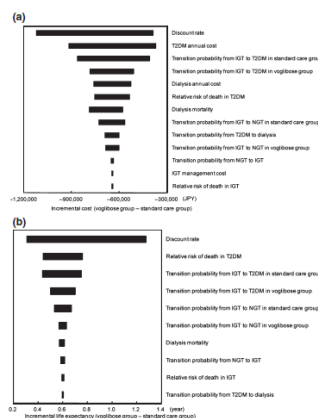 (a)
Discount rate
T2DM annual cost
Transition probability from IGT to T2DM in standard care group
Transition probability from IGT to T2DM in voglibose group
Dialysis annual cost
Relative risk of death in T2DM
Dialysis mortality
Transition probability from IGT to NGT in standard care group
Transition probability from T2DM to dialysis
Transition probability from IGT to NGT in voglibose group
Transition probability from NGT to IGT
IGT management cost
Relative risk of death in IGT
−1,200,000 −900,000 −600,000 −300,000
(JPY)
Incremental cost (voglibose group – standard care group)
(b)
Discount rate
Relative risk of death in T2DM
Transition probability from IGT to T2DM in standard care group
Transition probability from IGT to T2DM in voglibose group
Transition probability from IGT to NGT in standard care group
Transition probability from IGT to NGT in voglibose group
Dialysis mortality
Transition probability from NGT to IGT
Relative risk of death in IGT
Transition probability from T2DM to dialysis
0.2 0.4 0.6 0.8 1.0 1.2 1.4
(year)
Incremental life expectancy (voglibose group – standard care group)